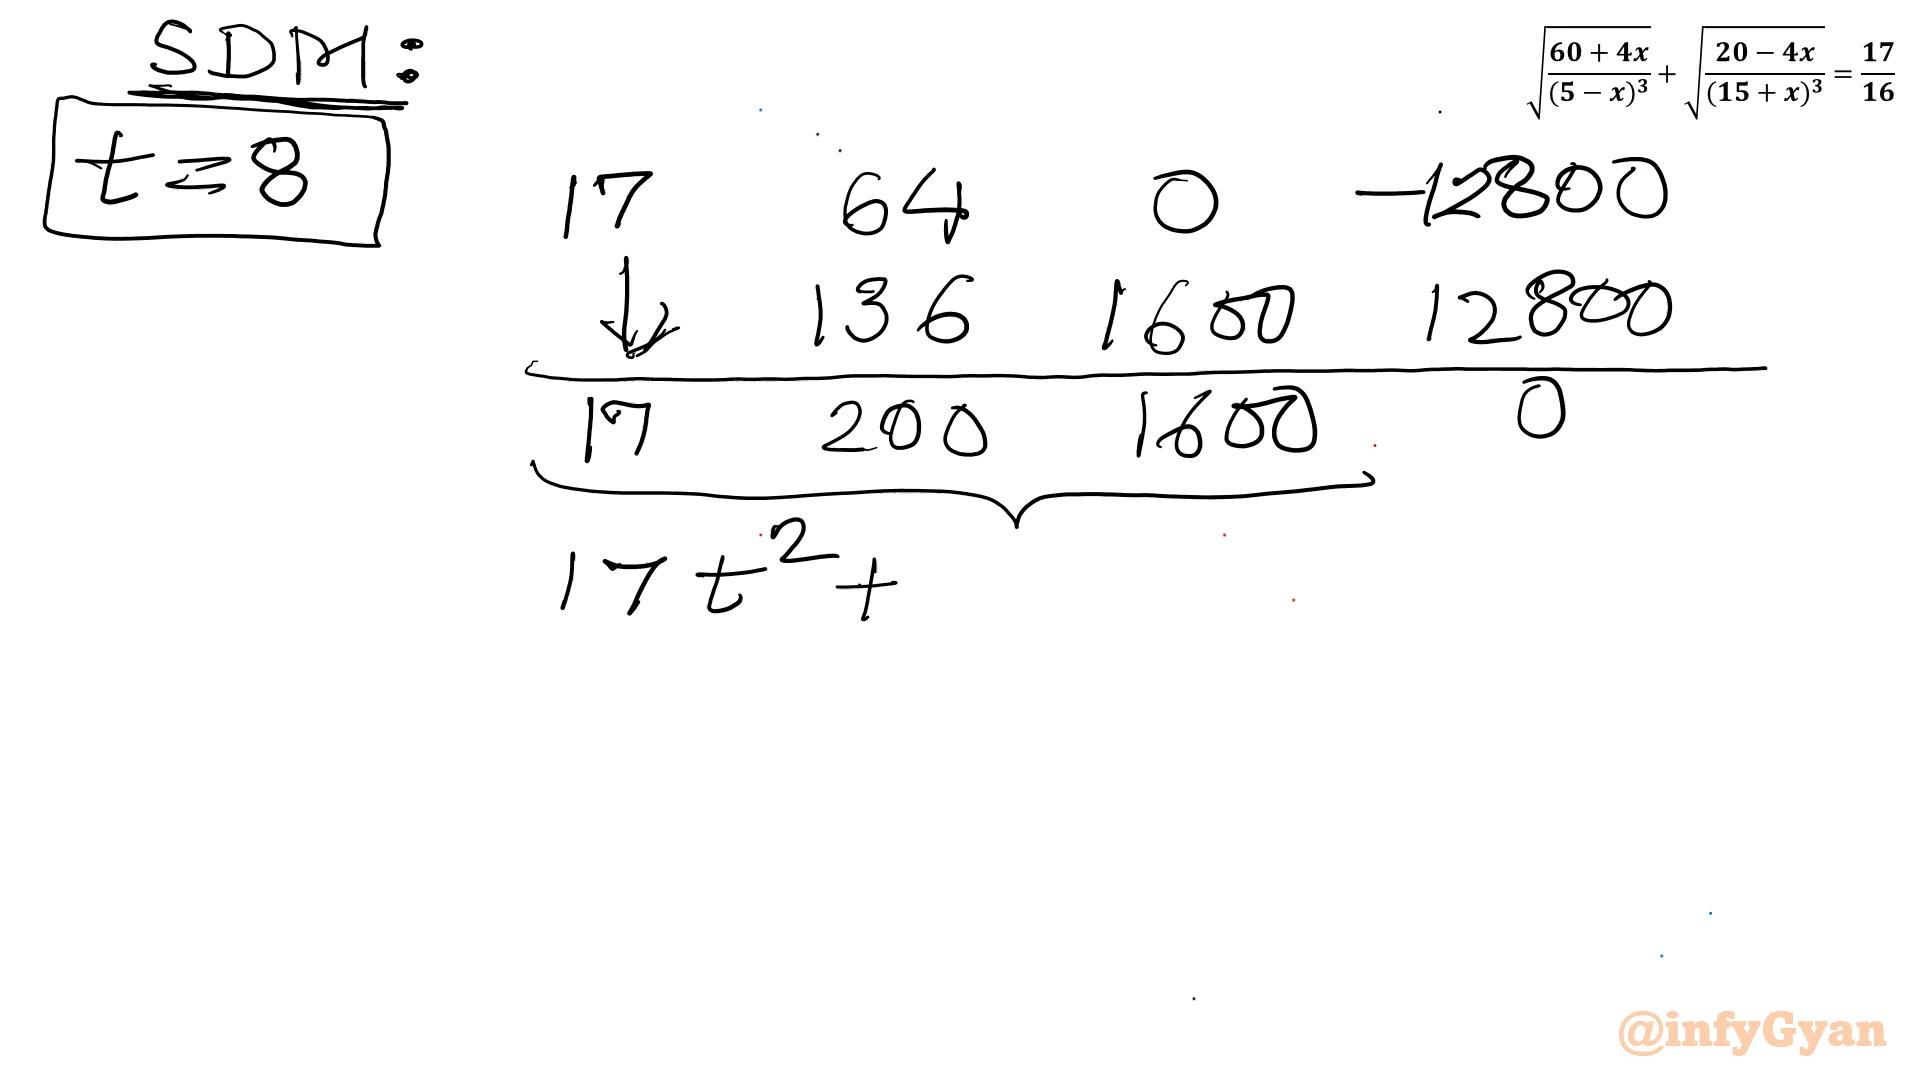 SDM:
√((60 + 4x)/(5 − x)³) + √((20 − 4x)/(15 + x)³) = 17/16
t=8
17 64 0 −12800
↓ 136 1600 12800
17 200 1600 0
17t²+
@infyGyan